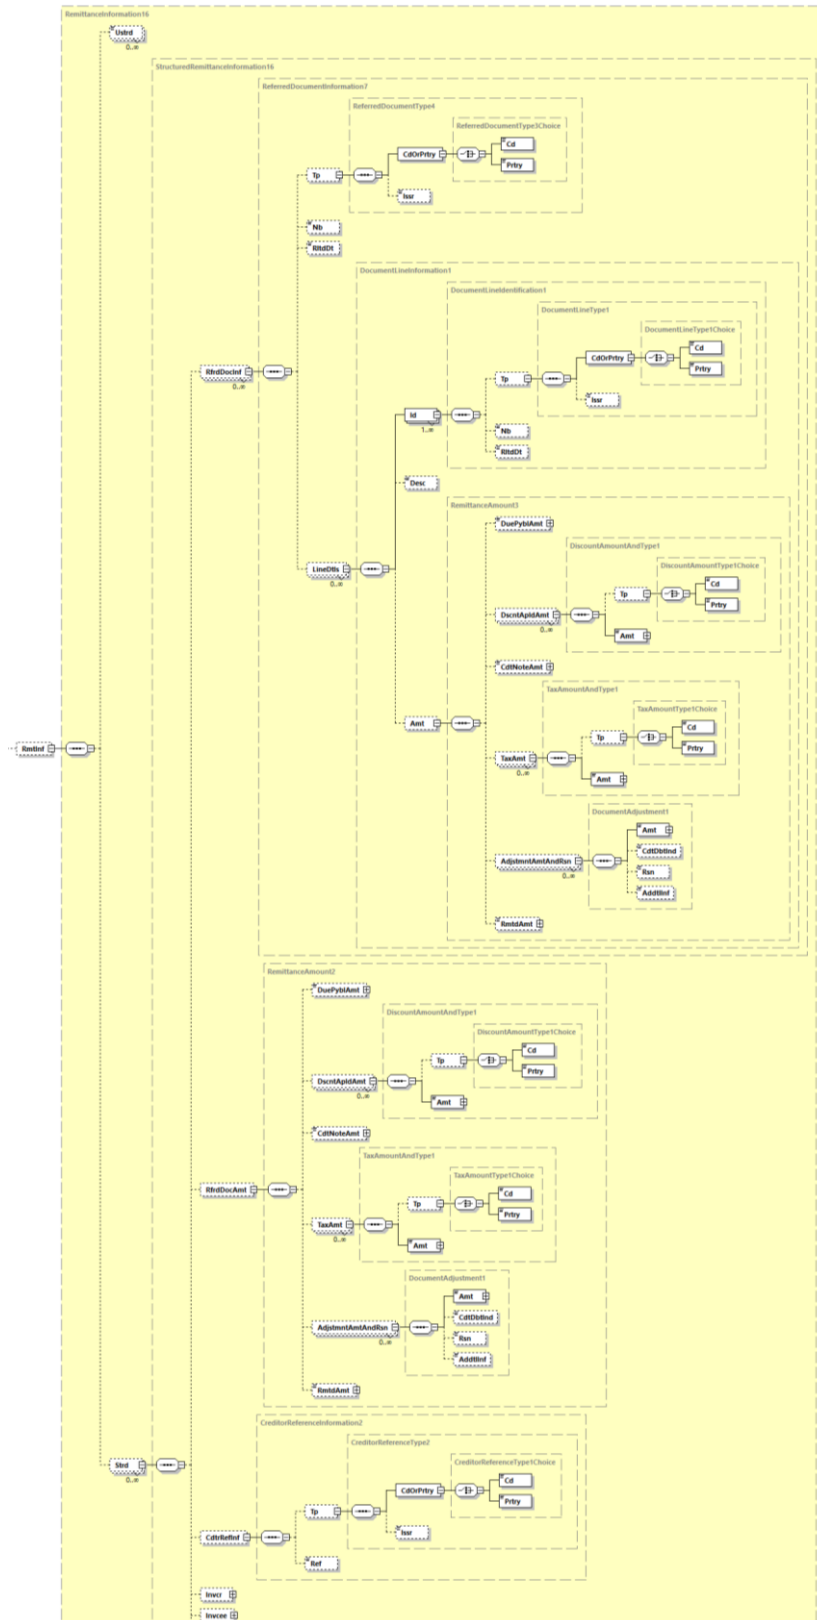 RemittanceInformation16
Ustrd
0..∞
StructuredRemittanceInformation16
ReferredDocumentInformation7
ReferredDocumentType4
ReferredDocumentType3Choice
Cd
CdOrPrtry
Prtry
Tp
Issr
Nb
RltdDt
DocumentLineInformation1
DocumentLineIdentification1
DocumentLineType1
DocumentLineType1Choice
Cd
CdOrPrtry
Prtry
RfrdDocInf
0..∞
Tp
Issr
Id
1..∞
Nb
RltdDt
Desc
RemittanceAmount3
DuePyblAmt
DiscountAmountAndType1
DiscountAmountType1Choice
LineDtls
0..∞
Cd
Tp
Prtry
DscntApldAmt
0..∞
Amt
CdtNoteAmt
TaxAmountAndType1
TaxAmountType1Choice
Amt
Cd
Tp
Prtry
RmtInf
TaxAmt
0..∞
Amt
DocumentAdjustment1
Amt
CdtDbtInd
AdjstmntAmtAndRsn
0..∞
Rsn
AddtlInf
RmtdAmt
RemittanceAmount2
DuePyblAmt
DiscountAmountAndType1
DiscountAmountType1Choice
Cd
Tp
Prtry
DscntApldAmt
0..∞
Amt
CdtNoteAmt
TaxAmountAndType1
TaxAmountType1Choice
RfrdDocAmt
Cd
Tp
Prtry
TaxAmt
0..∞
Amt
DocumentAdjustment1
Amt
CdtDbtInd
AdjstmntAmtAndRsn
0..∞
Rsn
AddtlInf
RmtdAmt
CreditorReferenceInformation2
CreditorReferenceType2
CreditorReferenceType1Choice
Strd
0..∞
Cd
CdOrPrtry
Prtry
Tp
Issr
CdtrRefInf
Ref
Invcr
Invcee